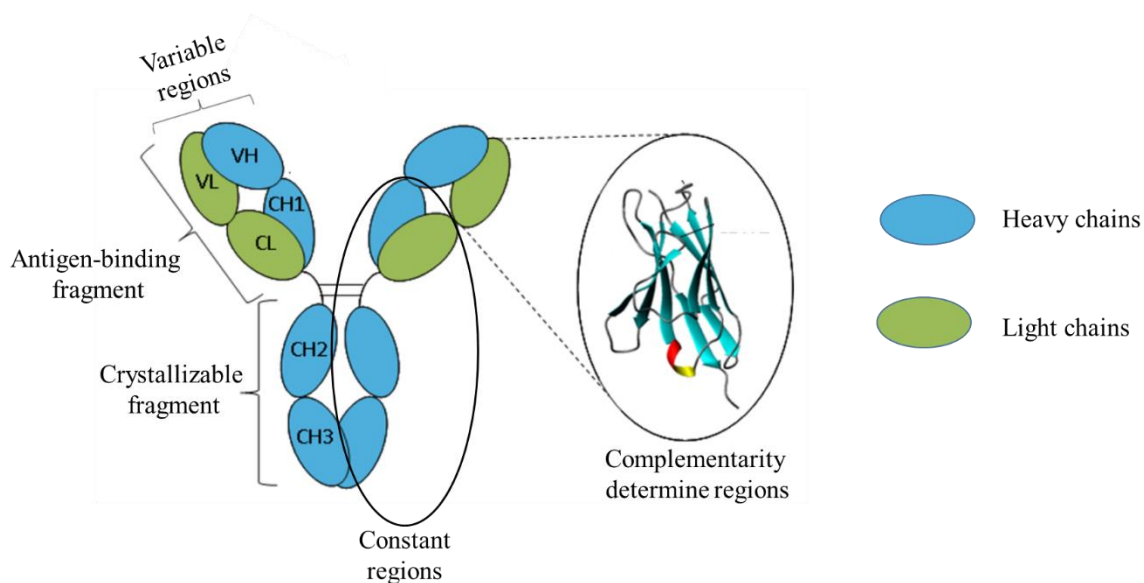 Variable
regions
VH
VL
CH1
CL
Antigen-binding
fragment
CH2
Crystallizable
fragment
CH3
Constant
regions
Complementarity
determine regions
Heavy chains
Light chains